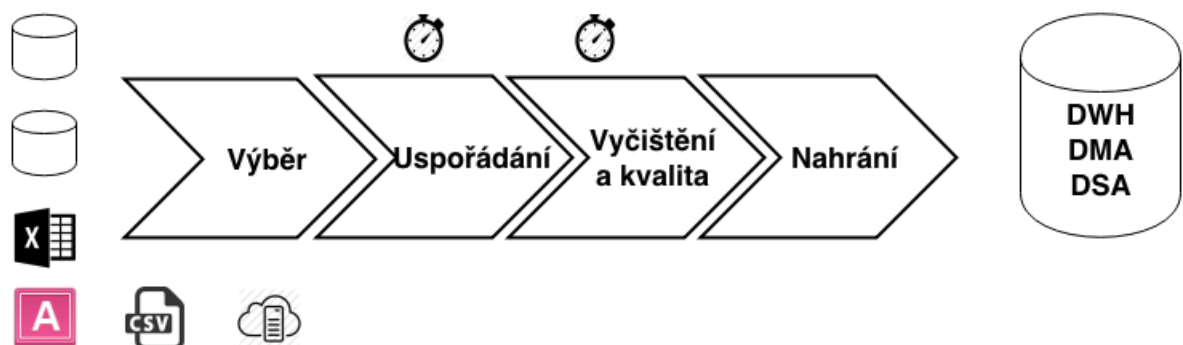 Výběr
Uspořádání
Vyčištění
a kvalita
Nahrání
DWH
DMA
DSA
X
A
CSV